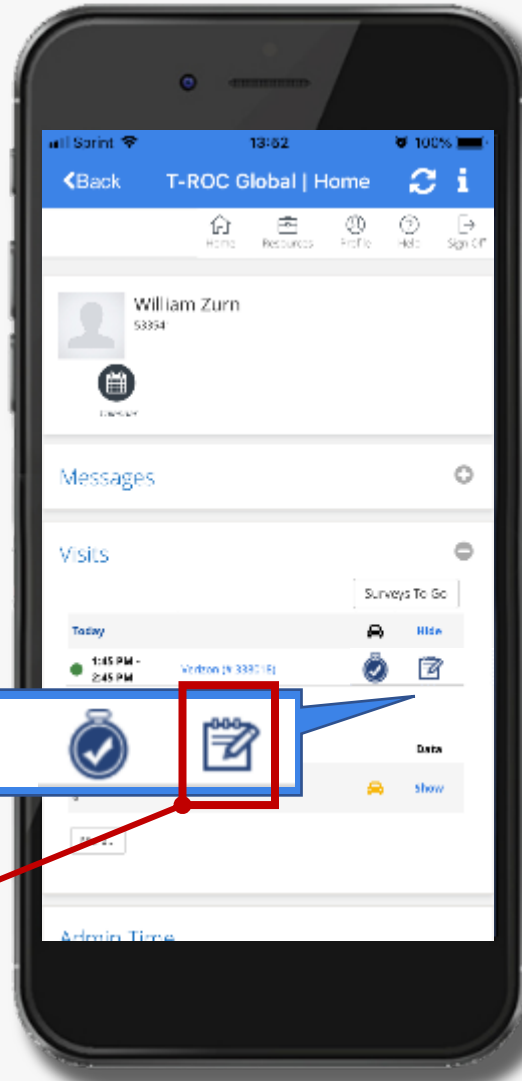 Sprint 13:52 100%
Back T-ROC Global | Home
Home Resources Profile Help Sign Off
William Zurn
Messages
Visits
Surveys To Go
Today Hide
1:45 PM - Verizon
2:45 PM
Data
Show
Admin Time